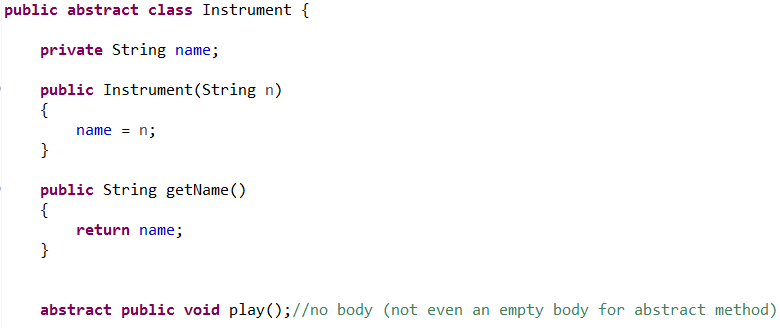 public abstract class Instrument {
private String name;
public Instrument(String n)
{
name = n;
}
public String getName()
{
return name;
}
abstract public void play();//no body (not even an empty body for abstract method)